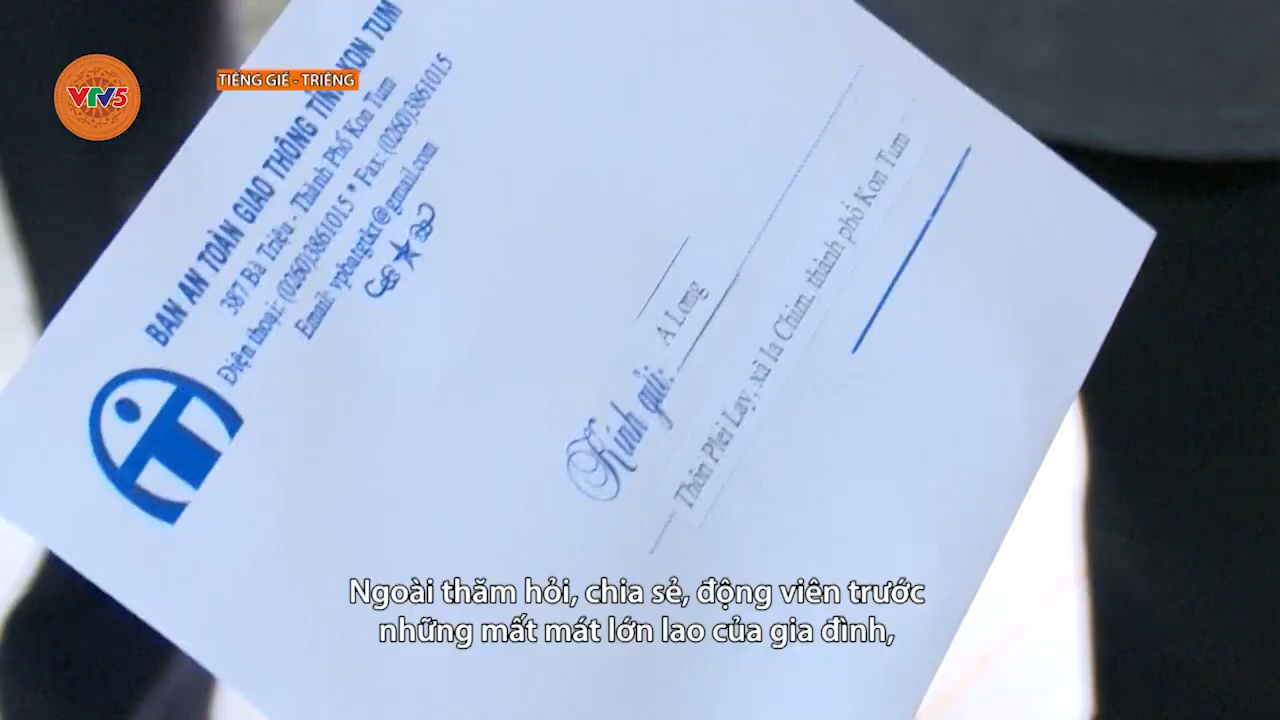 VTV5
TIẾNG GIÉ - TRIÊNG
BAN AN TOÀN GIAO THÔNG TỈNH KON TUM
387 Bà Triệu - Thành Phố Kon Tum
Điện thoại: (0260)3861015 * Fax: (0260)3861015
Email: vpbatgtkt@gmail.com
Kính gửi: A Long
Thôn Plei Lay, xã Ia Chim, thành phố Kon Tum
Ngoài thăm hỏi, chia sẻ, động viên trước
những mất mát lớn lao của gia đình,